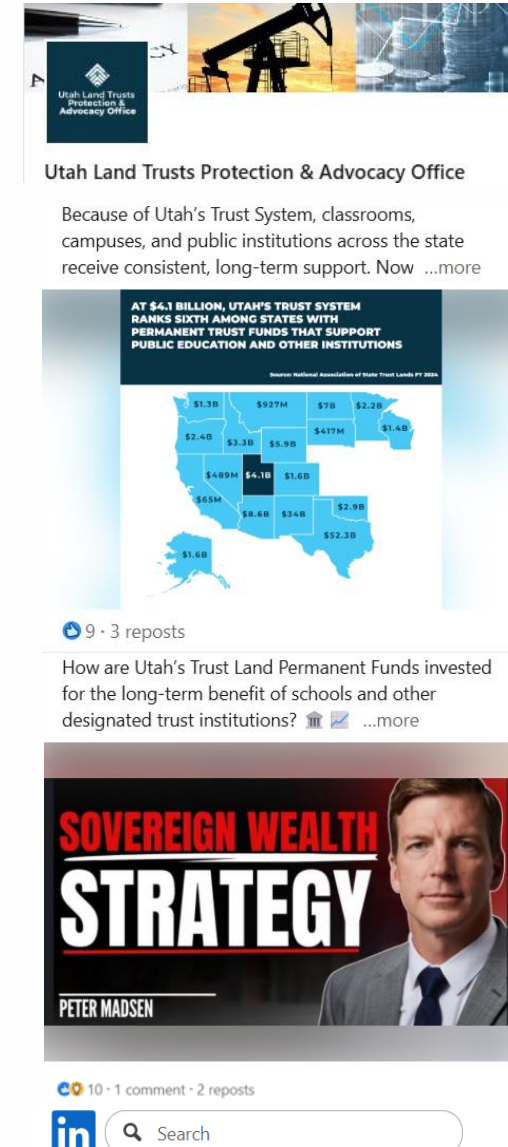 Utah Land Trusts
Protection &
Advocacy Office
Utah Land Trusts Protection & Advocacy Office
Because of Utah's Trust System, classrooms,
campuses, and public institutions across the state
receive consistent, long-term support. Now ...more
AT $4.1 BILLION, UTAH'S TRUST SYSTEM
RANKS SIXTH AMONG STATES WITH
PERMANENT TRUST FUNDS THAT SUPPORT
PUBLIC EDUCATION AND OTHER INSTITUTIONS
Source: National Association of State Trust Lands FY 2024
$1.3B $927M $7B $2.2B
$2.4B $3.3B $5.9B $417M $1.4B
$489M $4.1B $1.6B
$65M $8.6B $34B $2.9B
$52.3B
$1.6B
9 · 3 reposts
How are Utah's Trust Land Permanent Funds invested
for the long-term benefit of schools and other
designated trust institutions? 🏛️ 📈 ...more
SOVEREIGN WEALTH
STRATEGY
PETER MADSEN
10 · 1 comment · 2 reposts
in Search